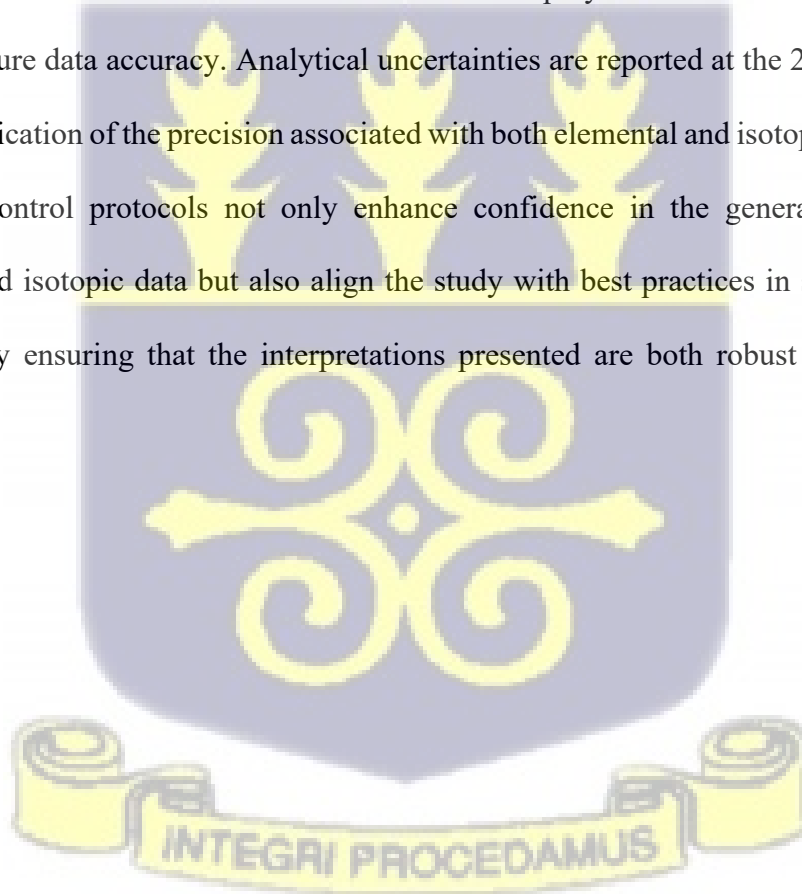 ure data accuracy. Analytical uncertainties are reported at the 2
ication of the precision associated with both elemental and isotop
ontrol protocols not only enhance confidence in the genera
d isotopic data but also align the study with best practices in
y ensuring that the interpretations presented are both robust
INTEGRI PROCEDAMUS